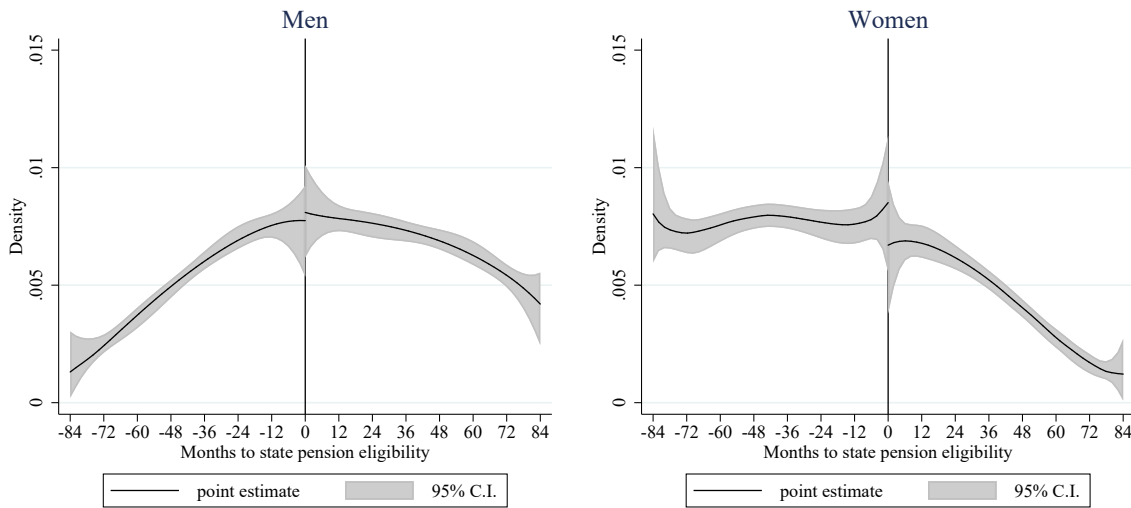 Men
Density
.015
.01
.005
0
-84 -72 -60 -48 -36 -24 -12 0 12 24 36 48 60 72 84
Months to state pension eligibility
point estimate 95% C.I.
Women
Density
.015
.01
.005
0
-84 -72 -60 -48 -36 -24 -12 0 12 24 36 48 60 72 84
Months to state pension eligibility
point estimate 95% C.I.